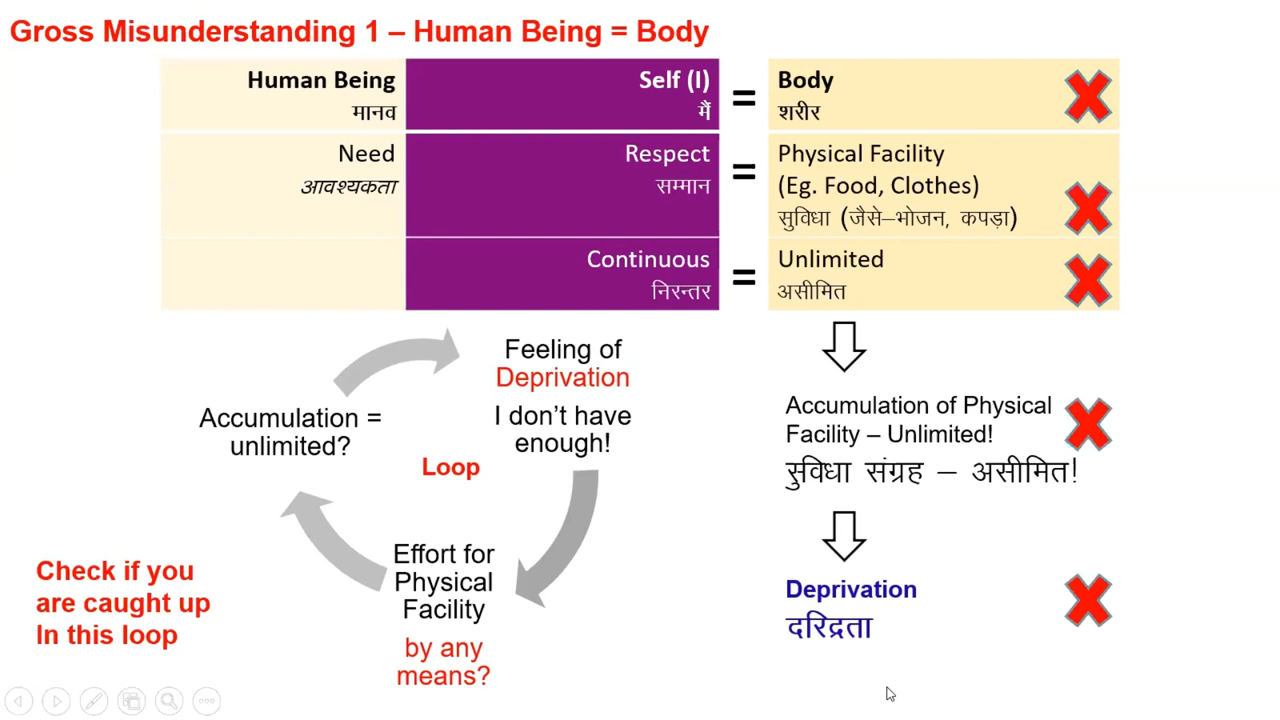 Gross Misunderstanding 1 – Human Being = Body
Human Being
मानव
Self (I)
मैं
=
Body
शरीर
Need
आवश्यकता
Respect
सम्मान
=
Physical Facility
(Eg. Food, Clothes)
सुविधा (जैसे–भोजन, कपड़ा)
Continuous
निरन्तर
=
Unlimited
असीमित
Feeling of
Deprivation
I don't have
enough!
Accumulation =
unlimited?
Loop
Effort for
Physical
Facility
by any
means?
Check if you
are caught up
In this loop
Accumulation of Physical
Facility – Unlimited!
सुविधा संग्रह – असीमित!
Deprivation
दरिद्रता